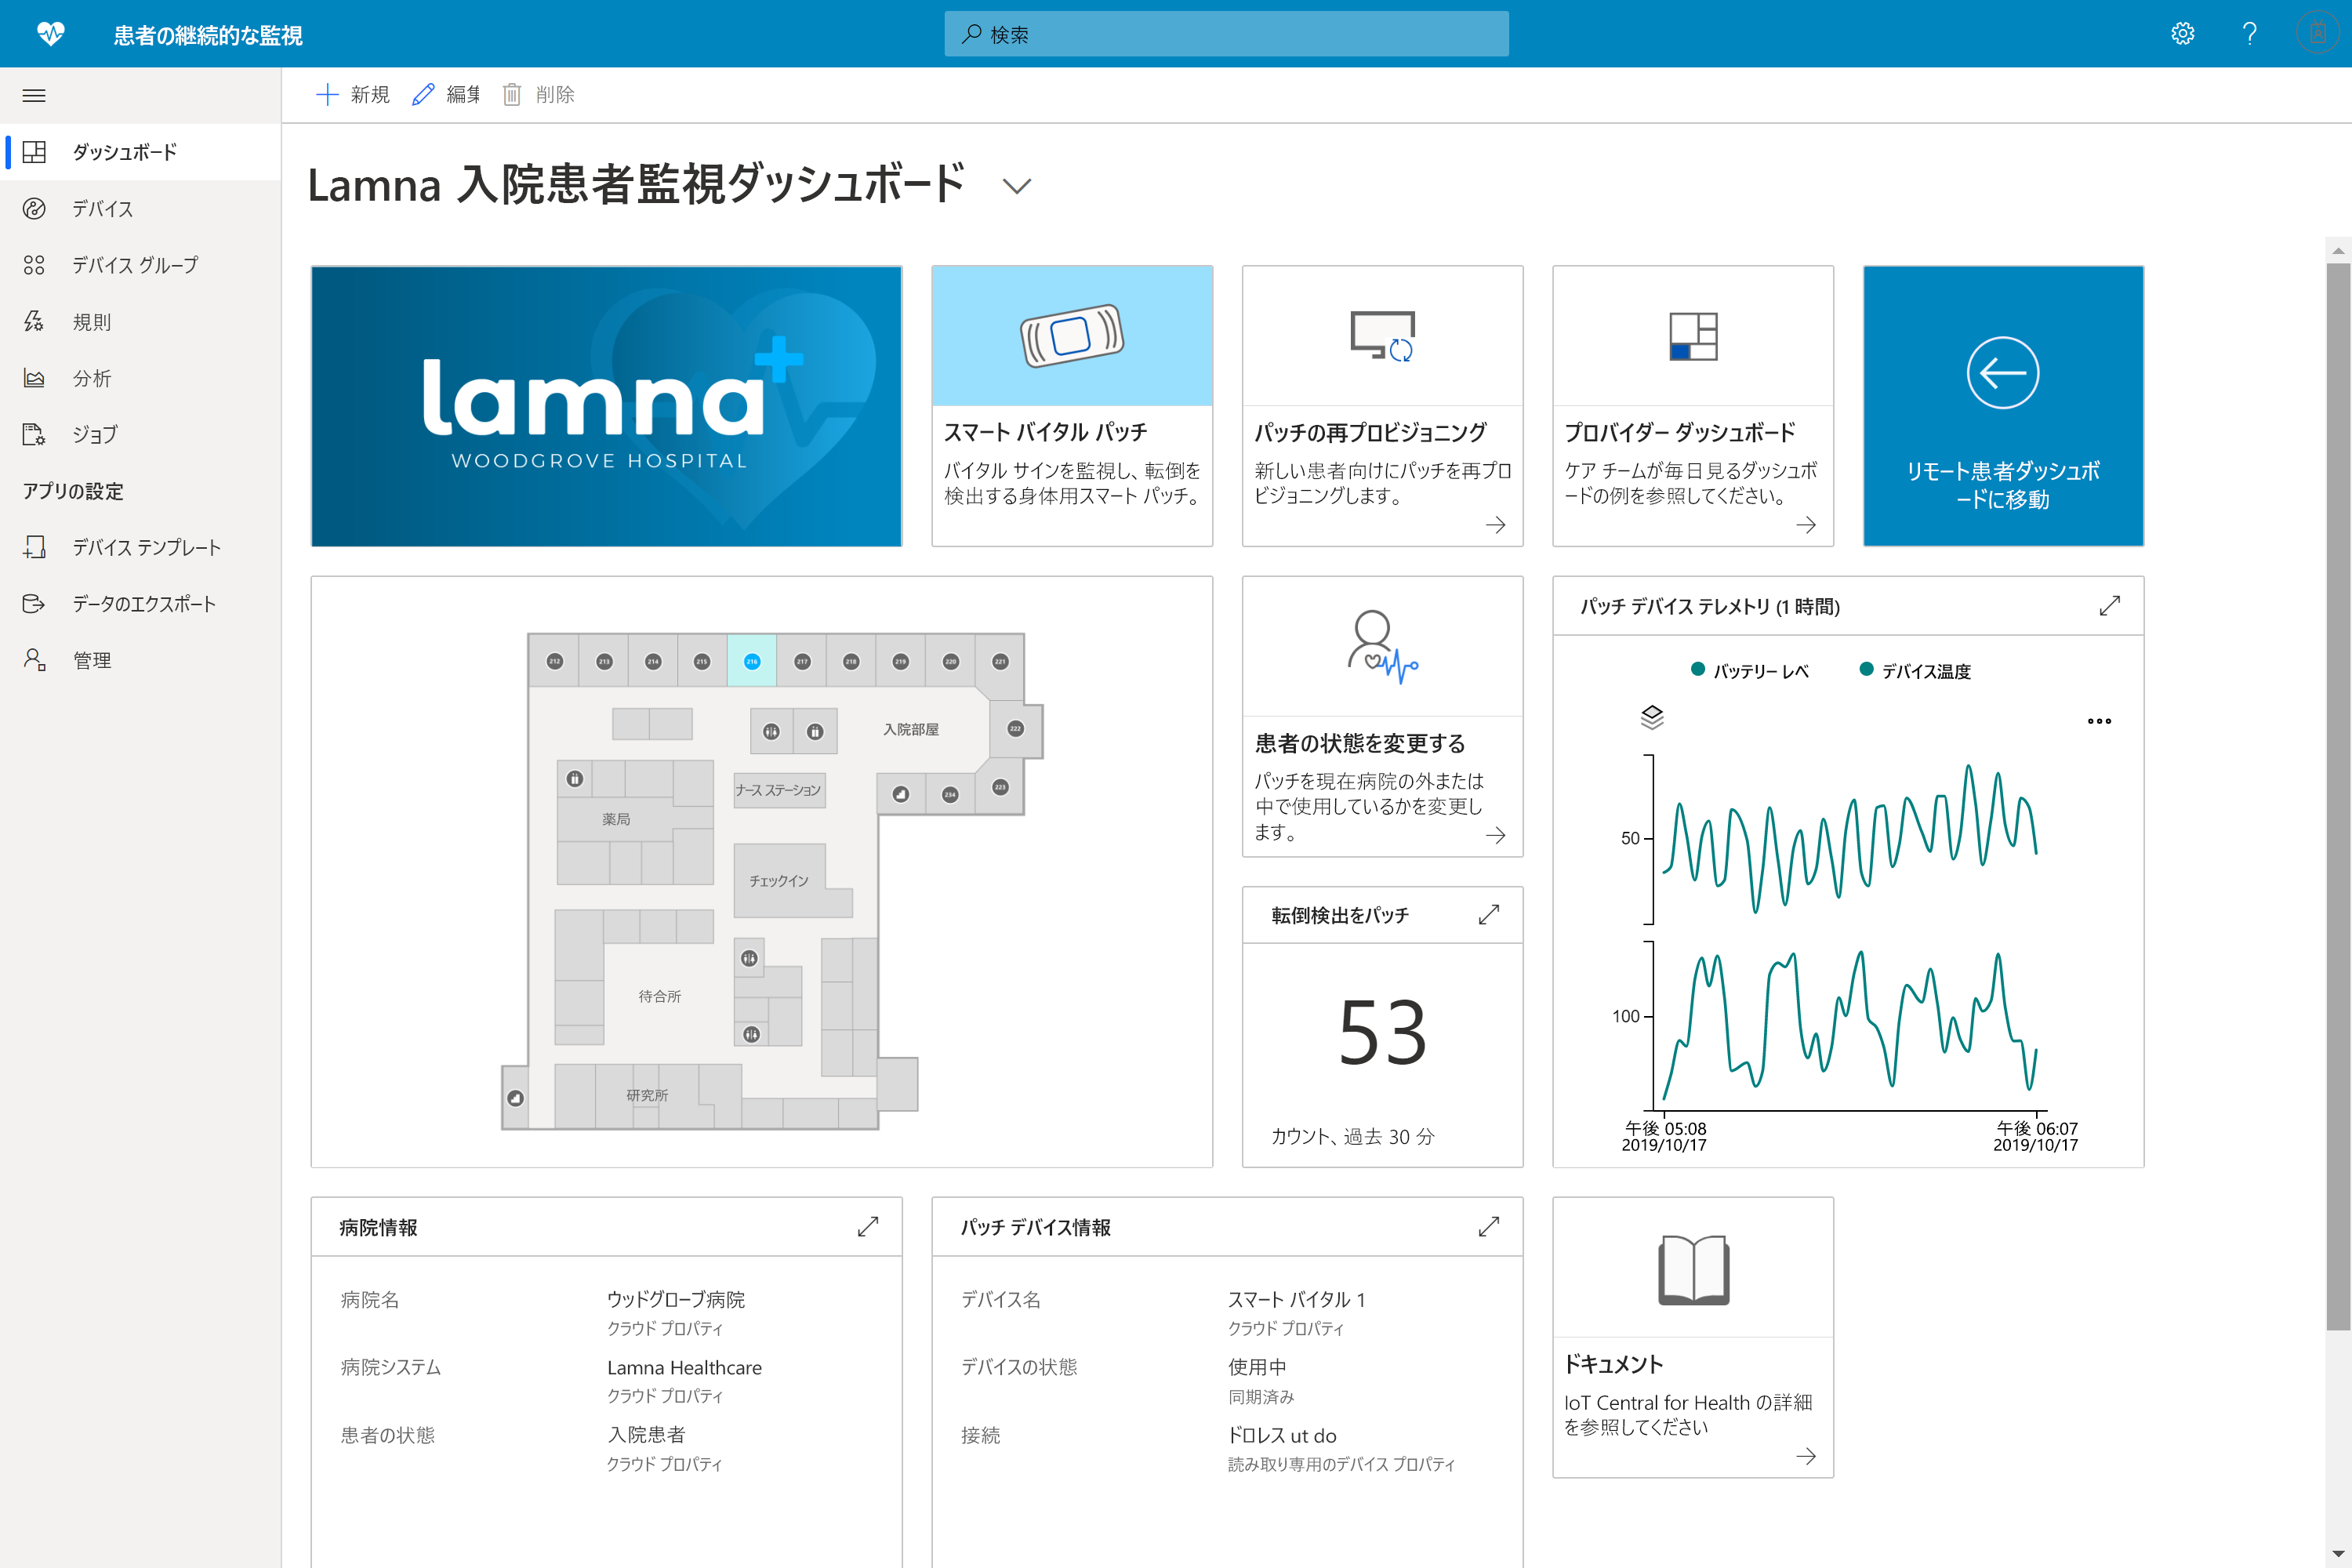 患者の継続的な監視
検索
新規 編集 削除
ダッシュボード
デバイス
デバイス グループ
規則
分析
ジョブ
アプリの設定
デバイス テンプレート
データのエクスポート
管理
Lamna 入院患者監視ダッシュボード
lamna
WOODGROVE HOSPITAL
スマート バイタル パッチ
バイタル サインを監視し、転倒を
検出する身体用スマート パッチ。
パッチの再プロビジョニング
新しい患者向けにパッチを再プロ
ビジョニングします。
プロバイダー ダッシュボード
ケア チームが毎日見るダッシュボ
ードの例を参照してください。
リモート患者ダッシュボ
ードに移動
212 213 214 215 216 217 218 219 220 221
入院部屋
222
ナース ステーション
223
234
薬局
チェックイン
待合所
研究所
患者の状態を変更する
パッチを現在病院の外または
中で使用しているかを変更し
ます。
転倒検出をパッチ
53
カウント、過去 30 分
パッチ デバイス テレメトリ (1 時間)
バッテリー レベ デバイス温度
50
100
午後 05:08
2019/10/17
午後 06:07
2019/10/17
病院情報
病院名 ウッドグローブ病院
クラウド プロパティ
病院システム Lamna Healthcare
クラウド プロパティ
患者の状態 入院患者
クラウド プロパティ
パッチ デバイス情報
デバイス名 スマート バイタル 1
クラウド プロパティ
デバイスの状態 使用中
同期済み
接続 ドロレス ut do
読み取り専用のデバイス プロパティ
ドキュメント
IoT Central for Health の詳細
を参照してください